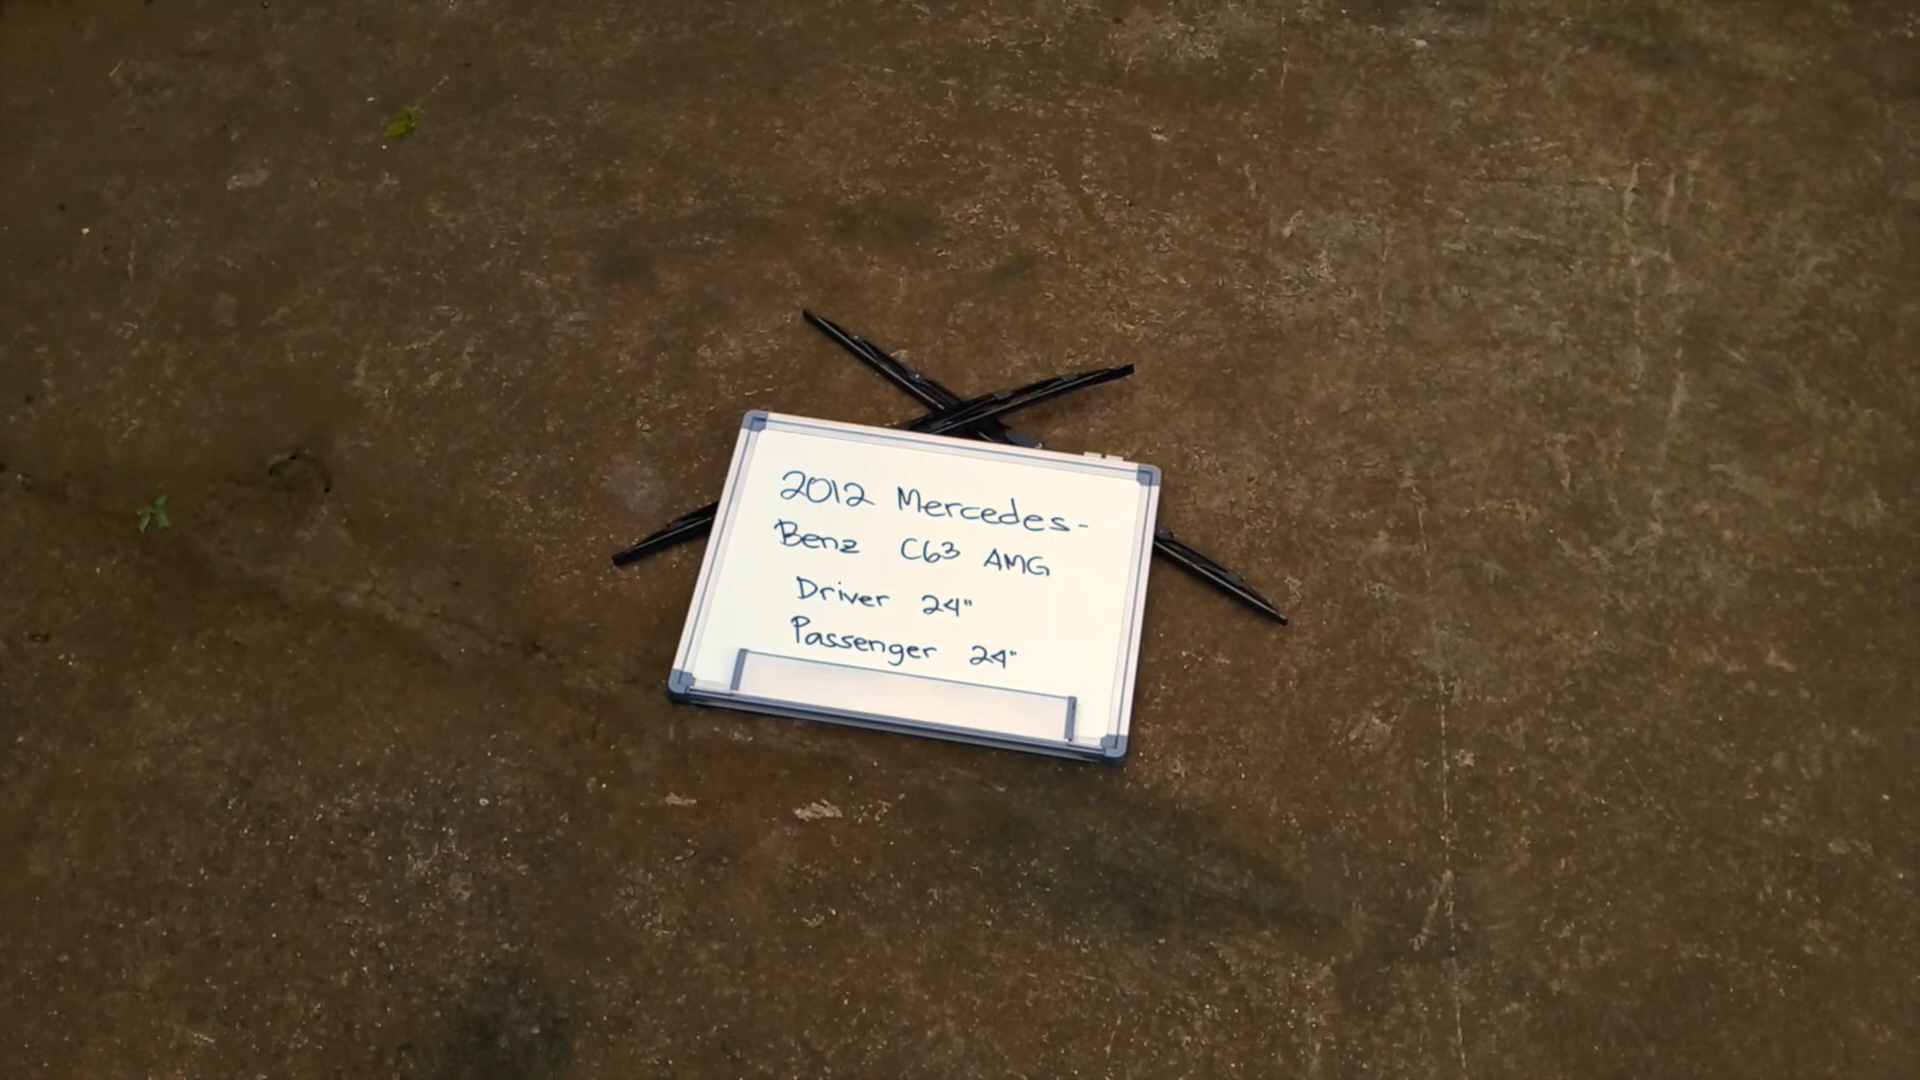 2012 Mercedes-
Benz C63 AMG
Driver 24"
Passenger 24"